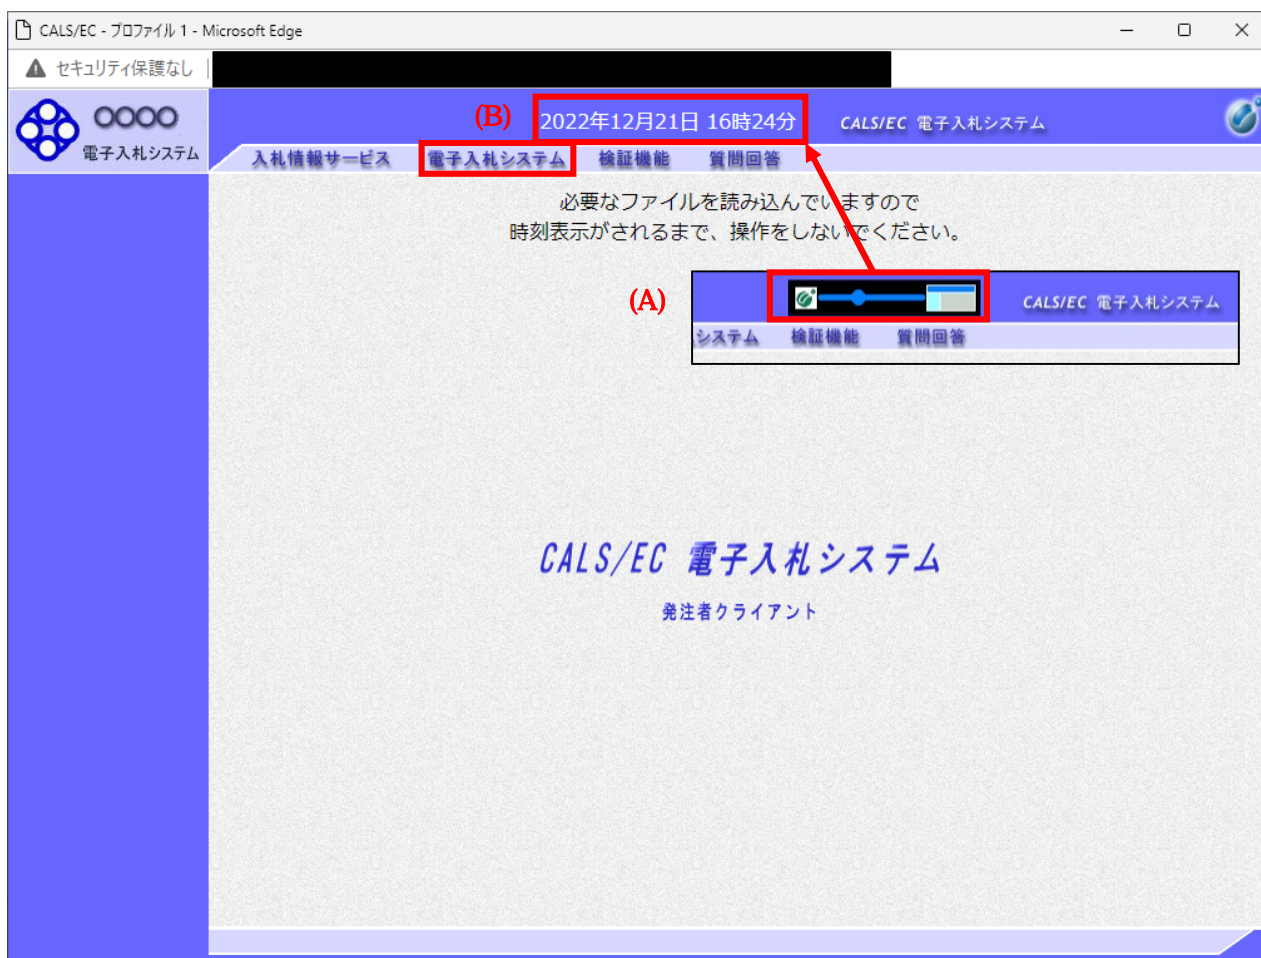 CALS/EC - プロファイル 1 - Microsoft Edge
セキュリティ保護なし
○○○○
電子入札システム
(B)
2022年12月21日 16時24分
CALS/EC 電子入札システム
入札情報サービス 電子入札システム 検証機能 質問回答
必要なファイルを読み込んでいますので
時刻表示がされるまで、操作をしないでください。
(A)
CALS/EC 電子入札システム
システム 検証機能 質問回答
CALS/EC 電子入札システム
発注者クライアント